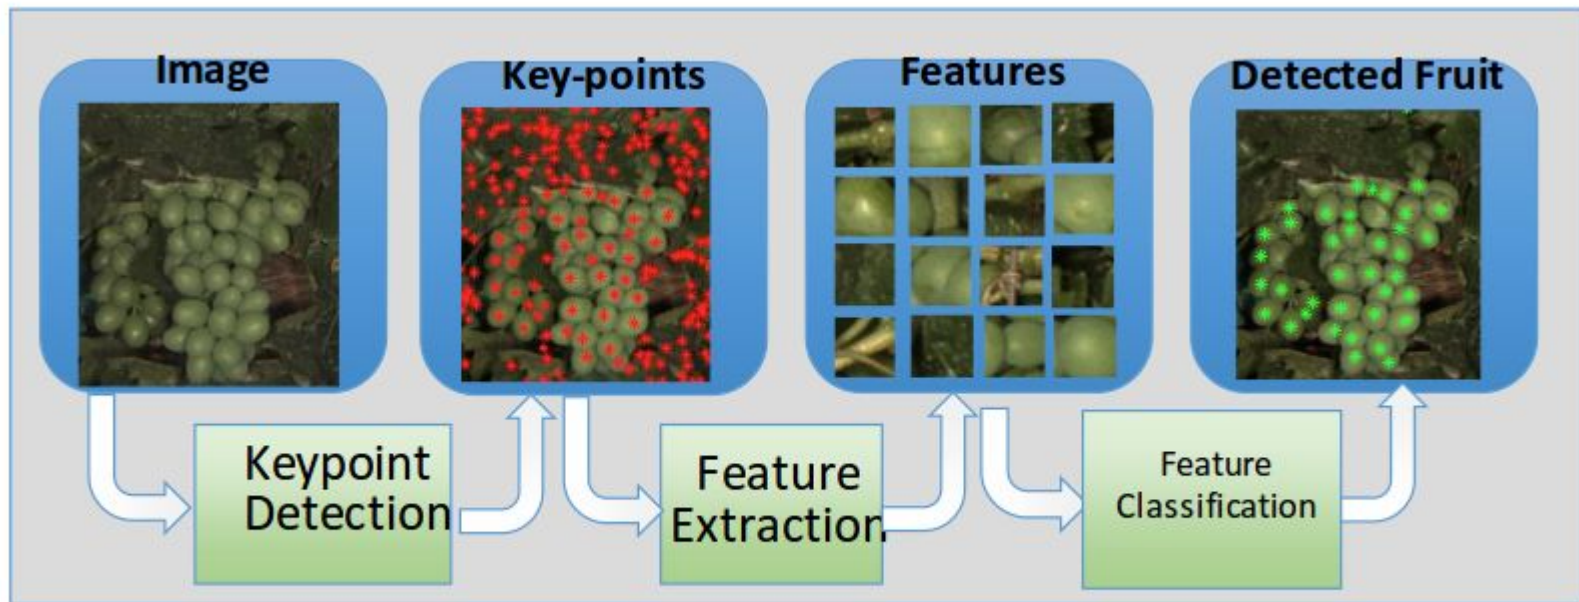 Image
Key-points
Features
Detected Fruit
Keypoint
Detection
Feature
Extraction
Feature
Classification